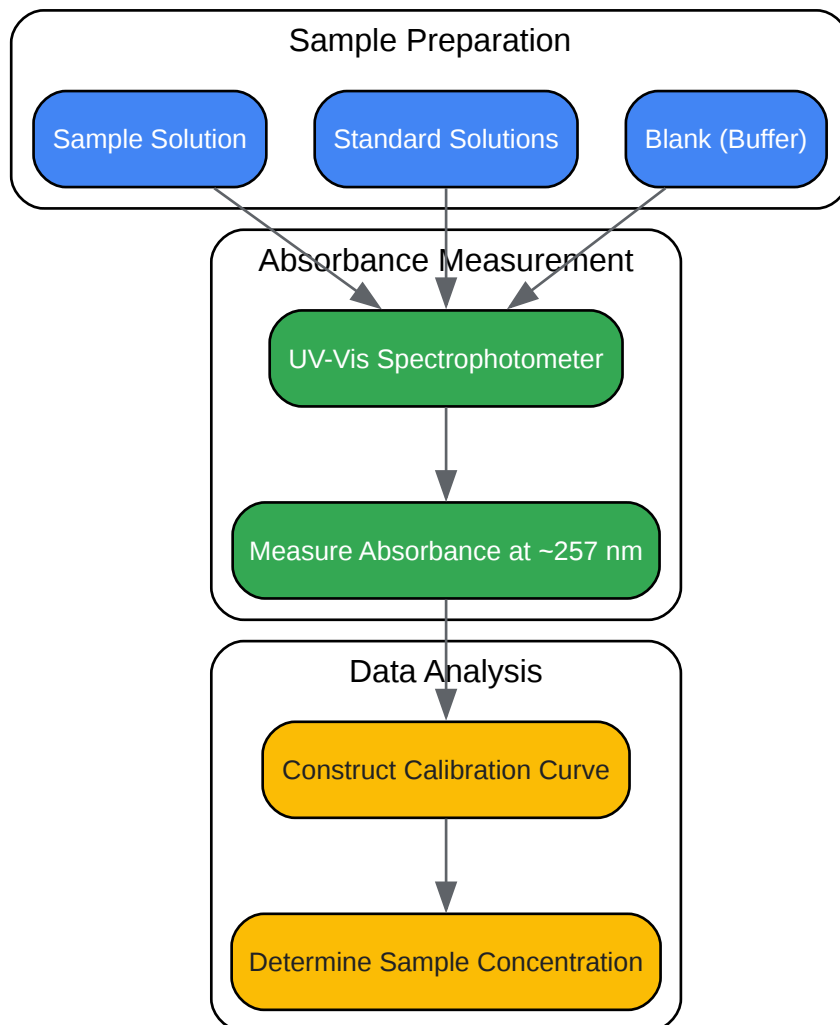 Sample Preparation
Sample Solution
Standard Solutions
Blank (Buffer)
Absorbance Measurement
UV-Vis Spectrophotometer
Measure Absorbance at ~257 nm
Data Analysis
Construct Calibration Curve
Determine Sample Concentration